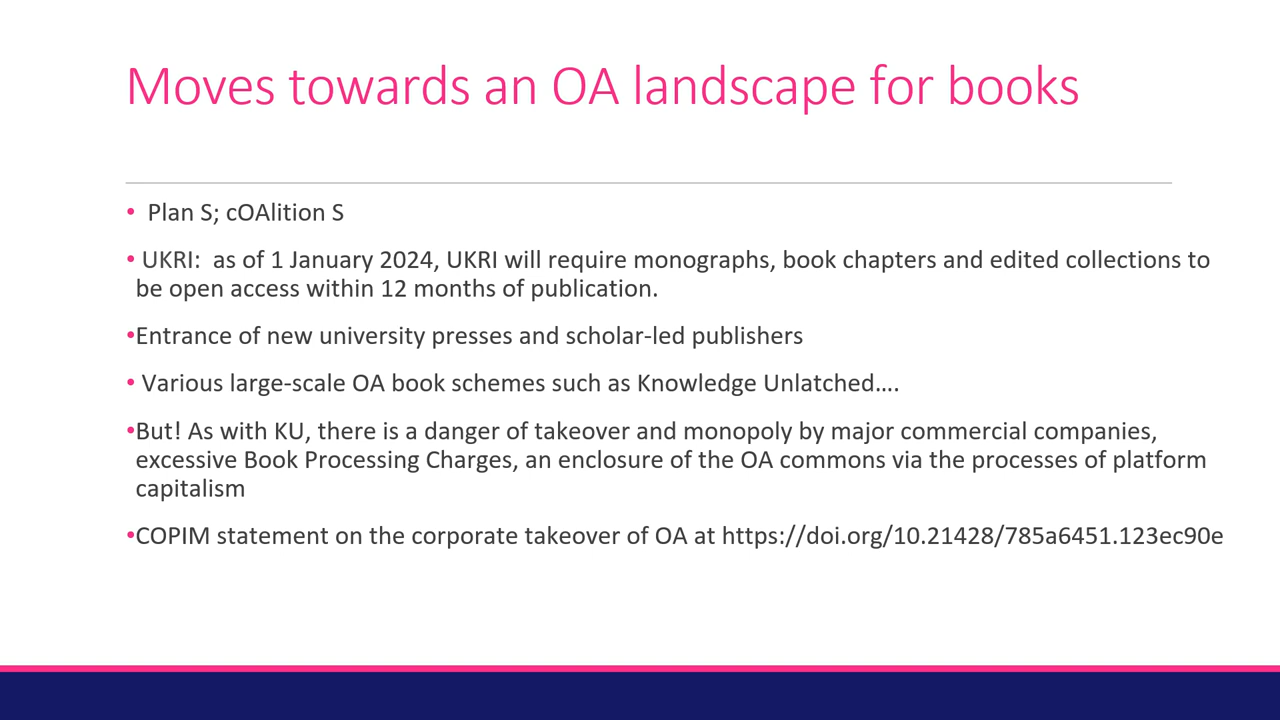 Moves towards an OA landscape for books
• Plan S; cOAlition S
• UKRI:  as of 1 January 2024, UKRI will require monographs, book chapters and edited collections to
be open access within 12 months of publication.
•Entrance of new university presses and scholar-led publishers
• Various large-scale OA book schemes such as Knowledge Unlatched....
•But! As with KU, there is a danger of takeover and monopoly by major commercial companies,
excessive Book Processing Charges, an enclosure of the OA commons via the processes of platform
capitalism
•COPIM statement on the corporate takeover of OA at https://doi.org/10.21428/785a6451.123ec90e